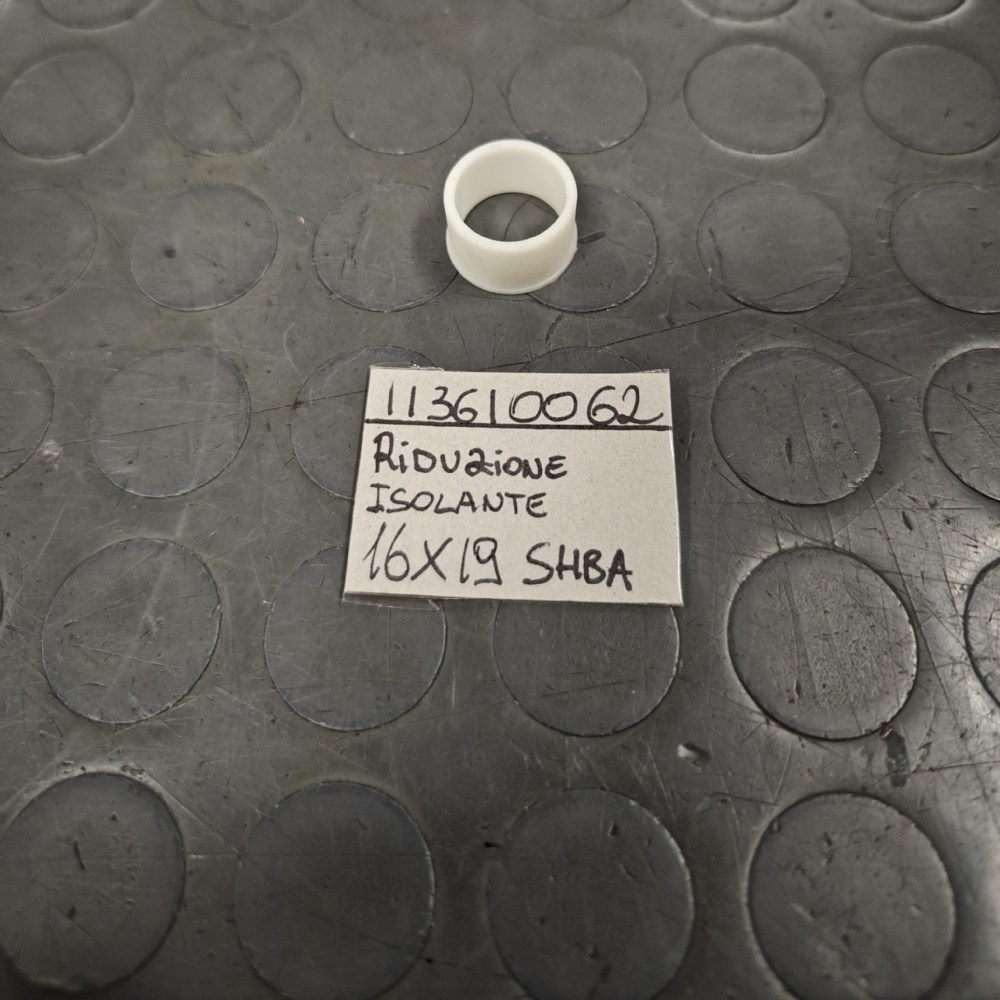 113610062
RiDUZiONE
ISOLANTE
16X19 SHBA